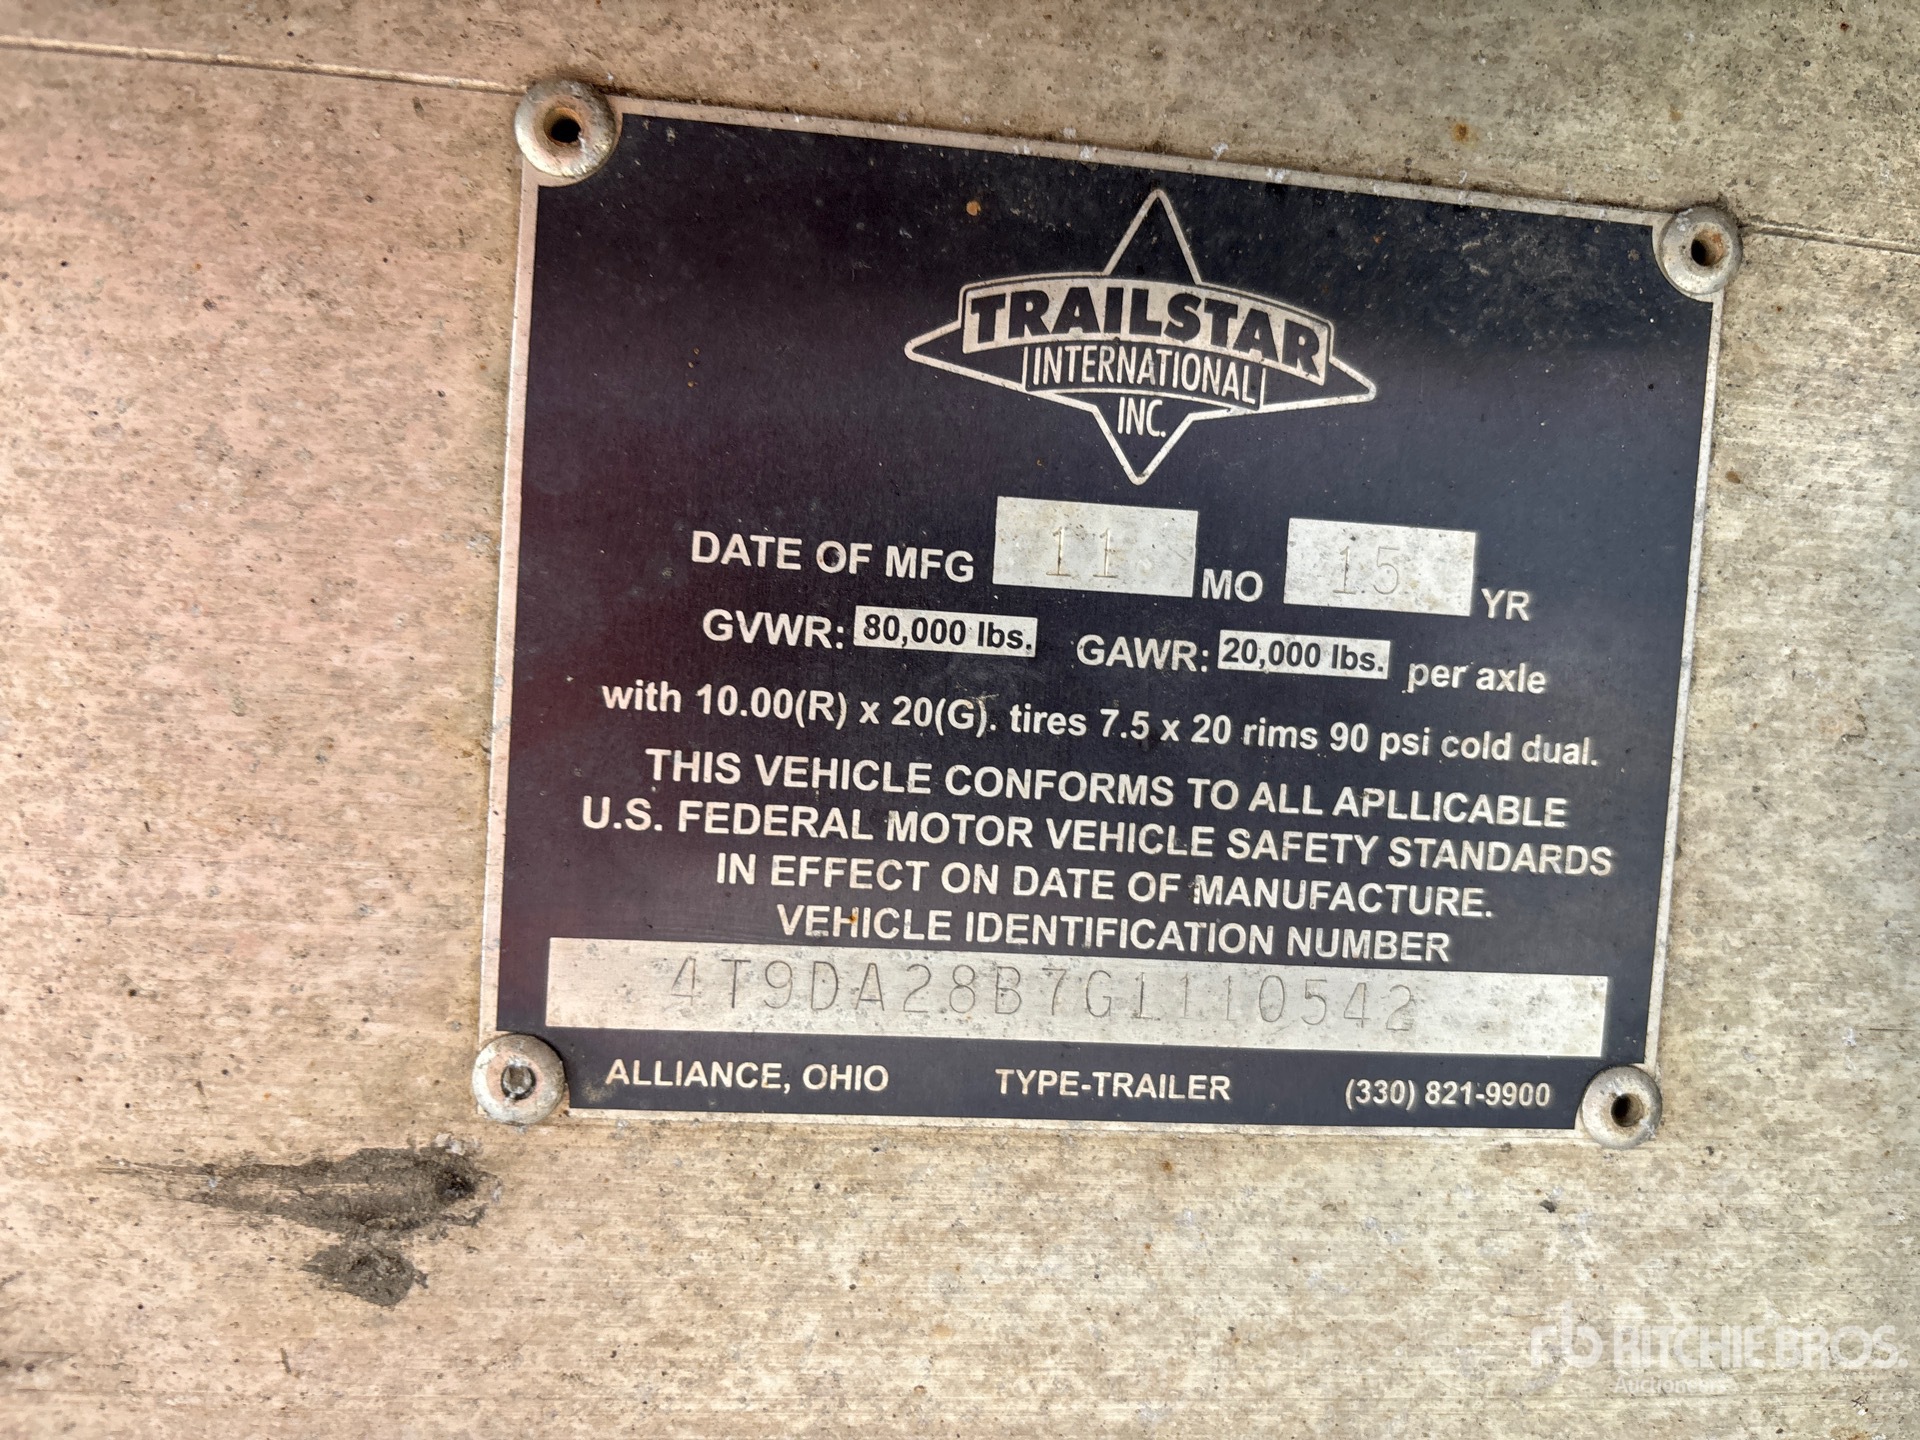 TRAILSTAR
INTERNATIONAL
INC.
DATE OF MFG 11 MO 15 YR
GVWR: 80,000 lbs. GAWR: 20,000 lbs. per axle
with 10.00(R) x 20(G). tires 7.5 x 20 rims 90 psi cold dual.
THIS VEHICLE CONFORMS TO ALL APLLICABLE
U.S. FEDERAL MOTOR VEHICLE SAFETY STANDARDS
IN EFFECT ON DATE OF MANUFACTURE.
VEHICLE IDENTIFICATION NUMBER
4T9DA28B7G1110542
ALLIANCE, OHIO TYPE-TRAILER (330) 821-9900
rb RITCHIE BROS.
Auctioneers